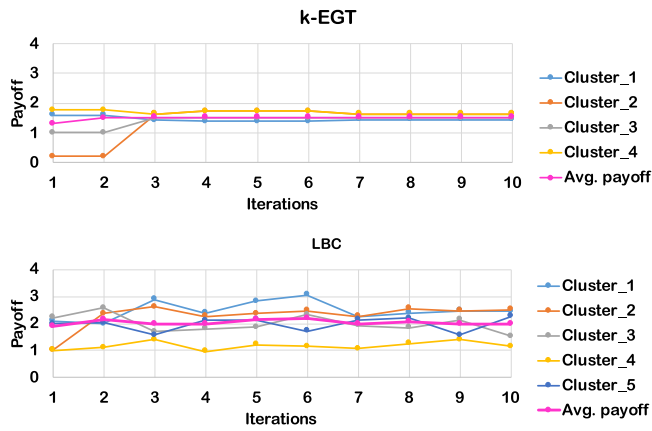 k-EGT
4
3
2
1
0
Payoff
1 2 3 4 5 6 7 8 9 10
Iterations
Cluster_1
Cluster_2
Cluster_3
Cluster_4
Avg. payoff
LBC
4
3
2
1
0
Payoff
1 2 3 4 5 6 7 8 9 10
Iterations
Cluster_1
Cluster_2
Cluster_3
Cluster_4
Cluster_5
Avg. payoff